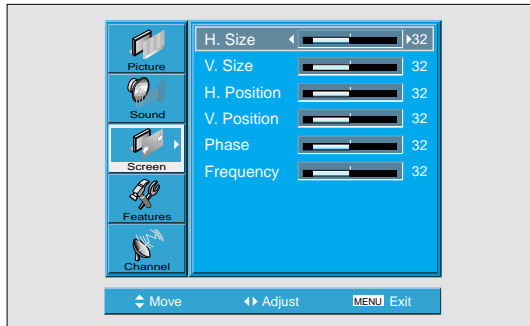 Picture
Sound
Screen
Features
Channel
H. Size 32
V. Size 32
H. Position 32
V. Position 32
Phase 32
Frequency 32
Move Adjust MENU Exit